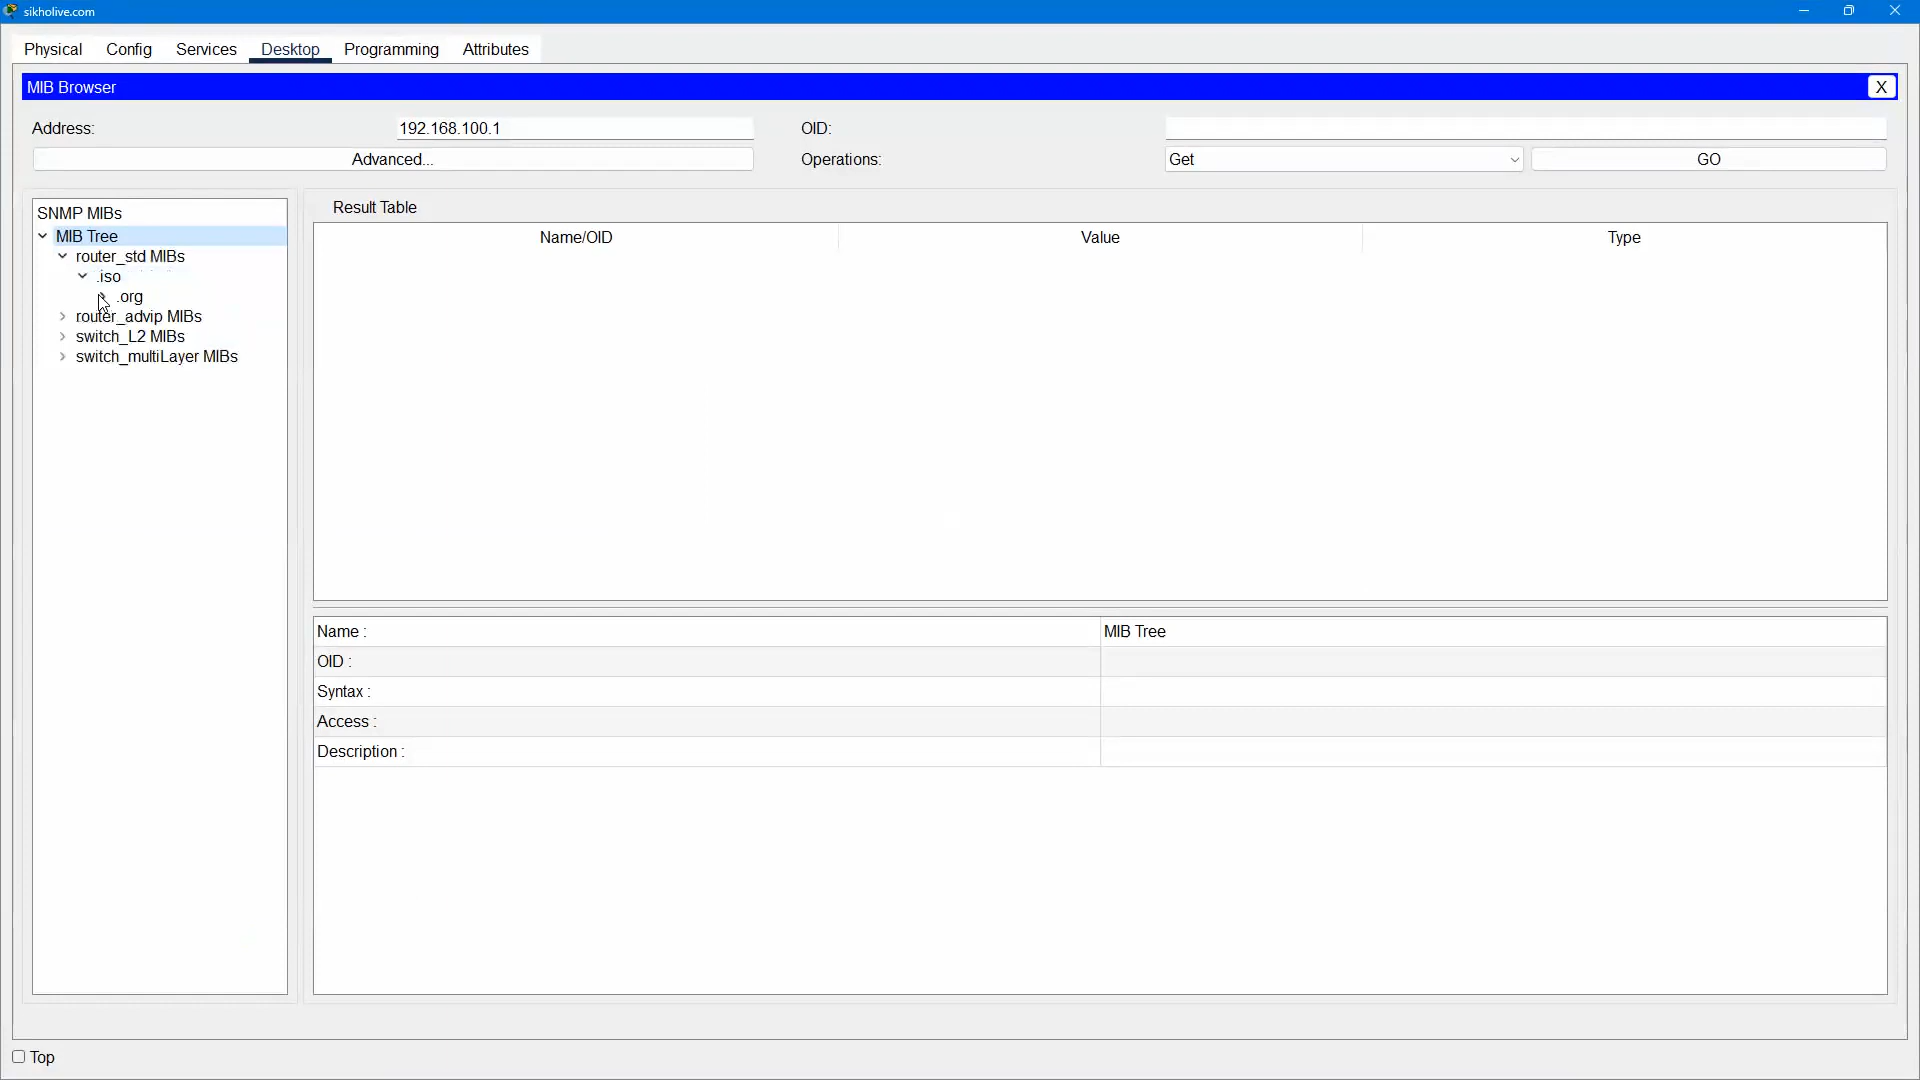 sikholive.com
Physical Config Services Desktop Programming Attributes
MIB Browser X
Address: 192.168.100.1 OID:
Advanced... Operations: Get GO
SNMP MIBs
MIB Tree
router_std MIBs
.iso
.org
router_advip MIBs
switch_L2 MIBs
switch_multiLayer MIBs
Result Table
Name/OID Value Type
Name : MIB Tree
OID :
Syntax :
Access :
Description :
Top